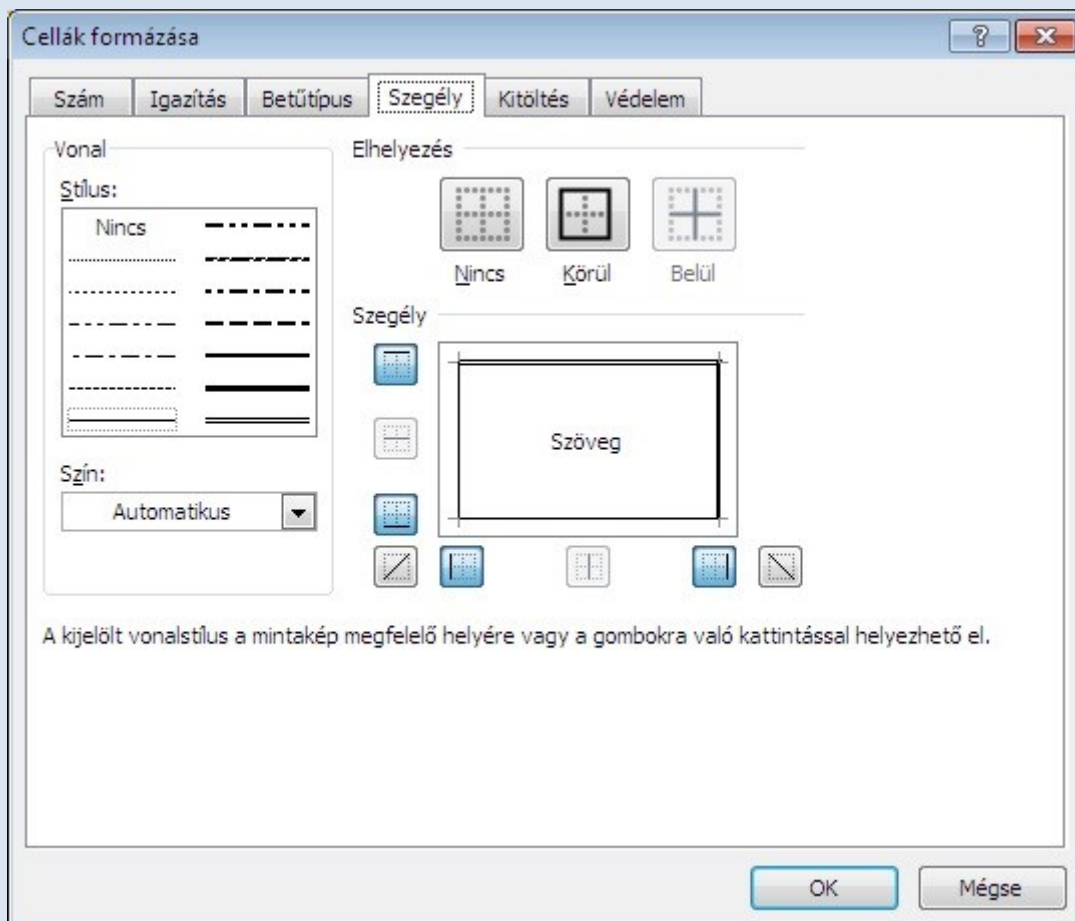 Cellák formázása
Szám Igazítás Betűtípus Szegély Kitöltés Védelem
Vonal
Stílus:
Nincs
Szín:
Automatikus
Elhelyezés
Nincs Körül Belül
Szegély
Szöveg
A kijelölt vonalstílus a mintakép megfelelő helyére vagy a gombokra való kattintással helyezhető el.
OK Mégse